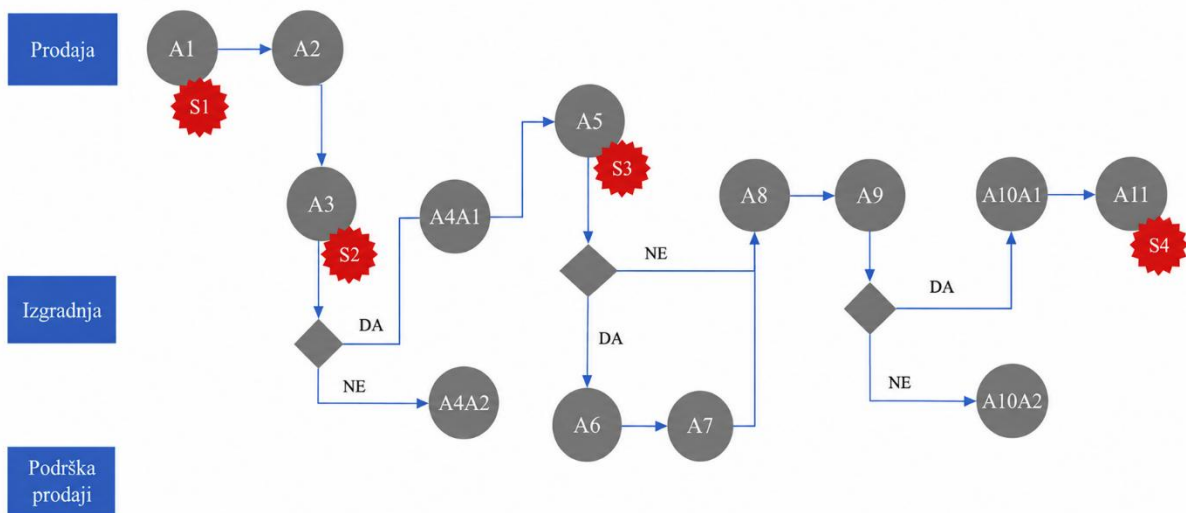 Prodaja
A1
A2
S1
A5
S3
A3
S2
A4A1
A8
A9
A10A1
A11
S4
NE
DA
Izgradnja
DA
DA
NE
NE
A4A2
A6
A7
A10A2
Podrška
prodaji